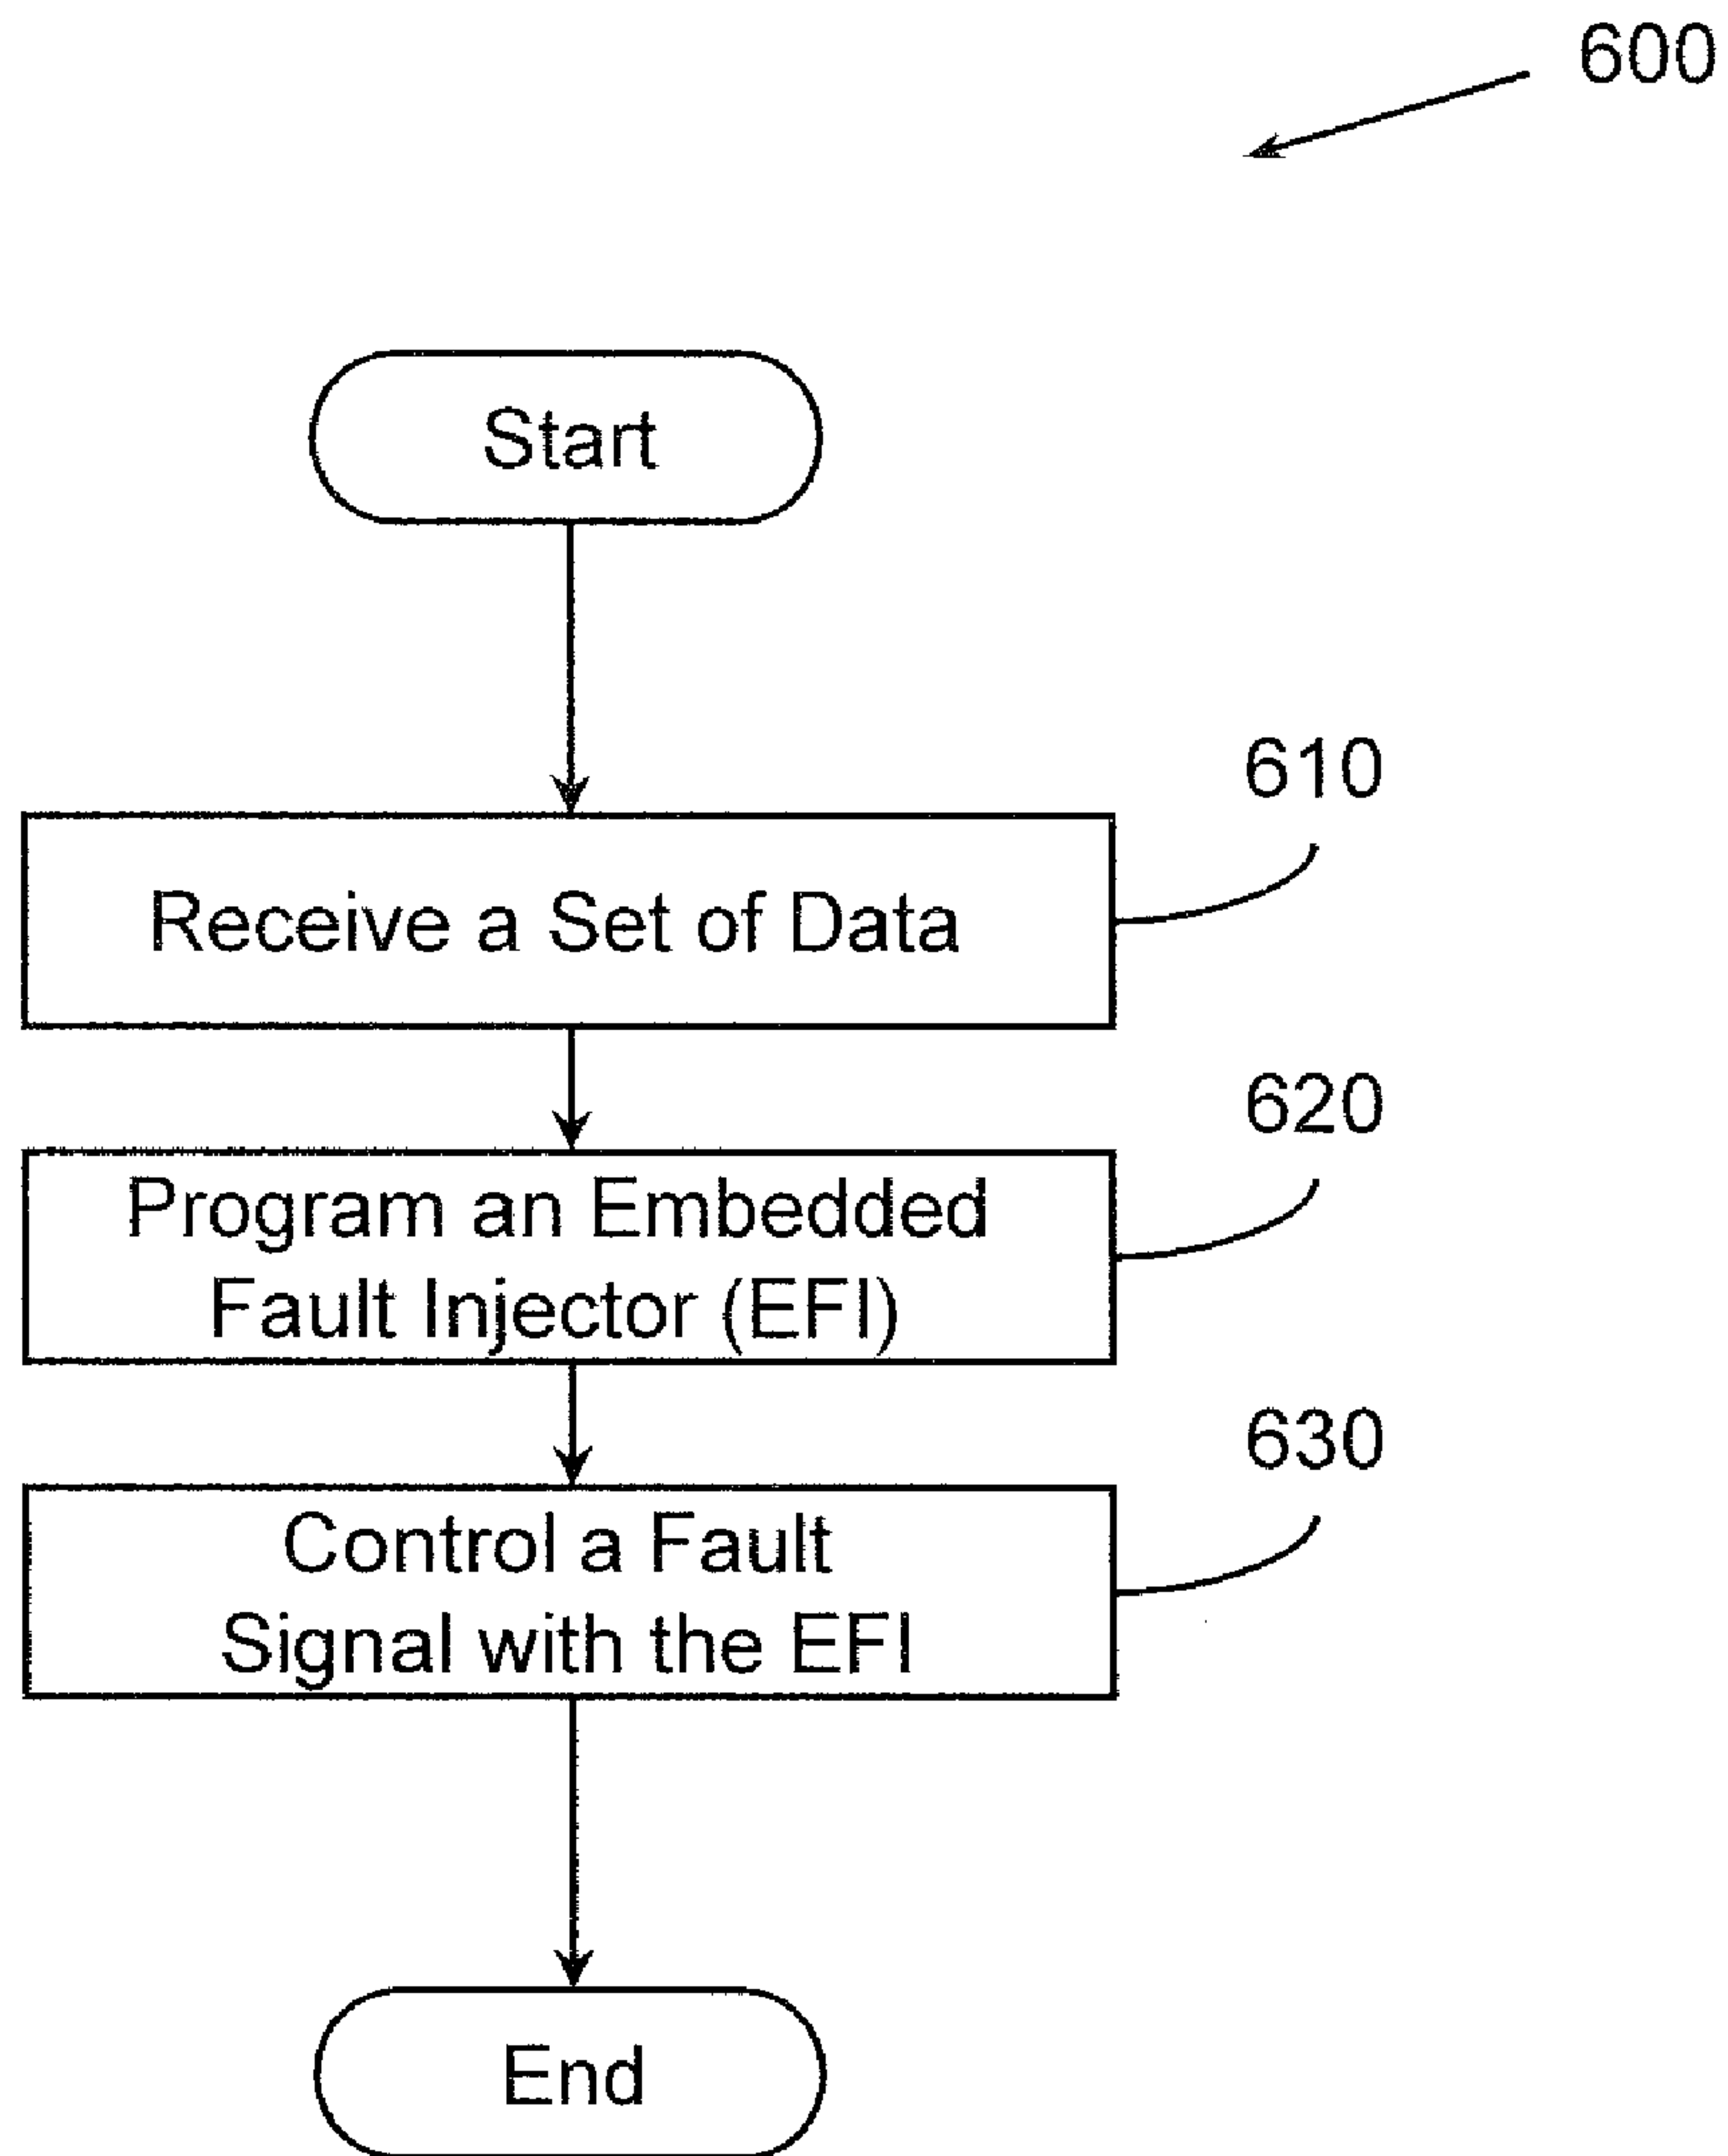 600
Start
610
Receive a Set of Data
620
Program an Embedded
Fault Injector (EFI)
630
Control a Fault
Signal with the EFI
End